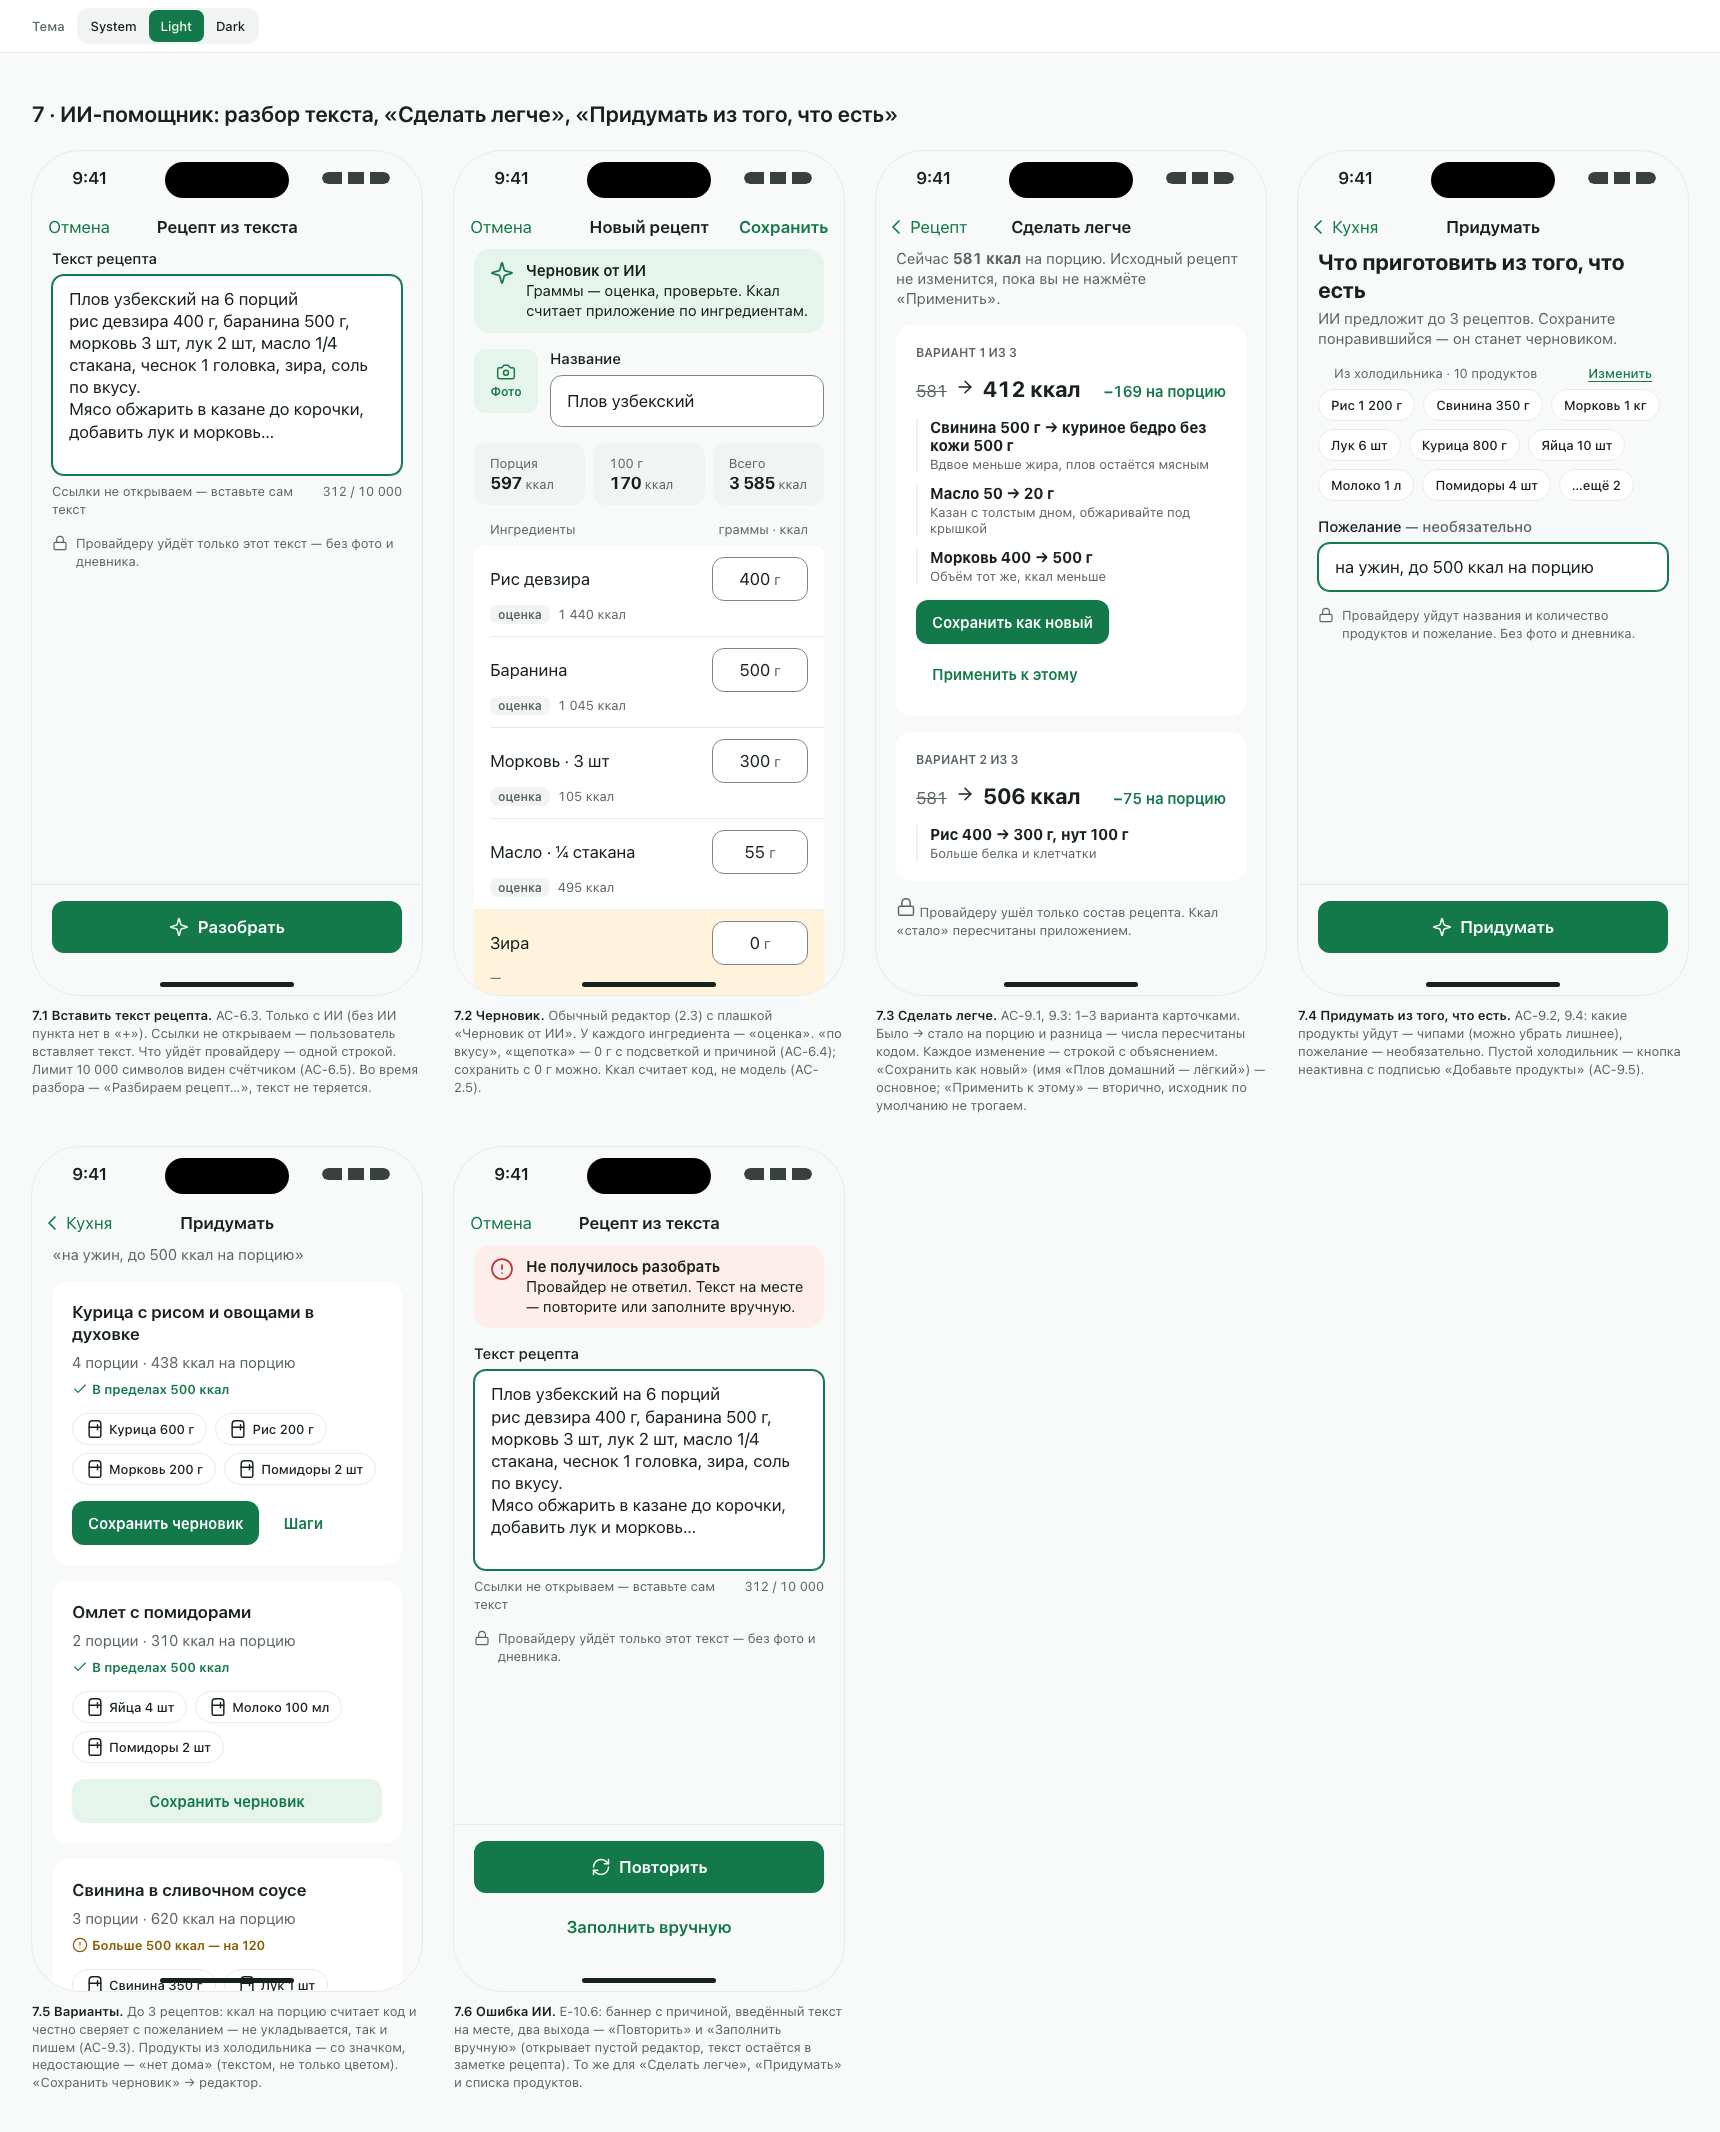 Тема System Light Dark
7 · ИИ-помощник: разбор текста, «Сделать легче», «Придумать из того, что есть»
9:41
Отмена Рецепт из текста
Текст рецепта
Плов узбекский на 6 порций
рис девзира 400 г, баранина 500 г,
морковь 3 шт, лук 2 шт, масло 1/4
стакана, чеснок 1 головка, зира, соль
по вкусу.
Мясо обжарить в казане до корочки,
добавить лук и морковь...
Ссылки не открываем — вставьте сам 312 / 10 000
текст
Провайдеру уйдёт только этот текст — без фото и
дневника.
Разобрать
7.1 Вставить текст рецепта. AC-6.3. Только с ИИ (без ИИ
пункта нет в «+»). Ссылки не открываем — пользователь
вставляет текст. Что уйдёт провайдеру — одной строкой.
Лимит 10 000 символов виден счётчиком (AC-6.5). Во время
разбора — «Разбираем рецепт...», текст не теряется.
9:41
Отмена Новый рецепт Сохранить
Черновик от ИИ
Граммы — оценка, проверьте. Ккал
считает приложение по ингредиентам.
Фото
Название
Плов узбекский
Порция 100 г Всего
597 ккал 170 ккал 3 585 ккал
Ингредиенты граммы · ккал
Рис девзира 400 г
оценка 1 440 ккал
Баранина 500 г
оценка 1 045 ккал
Морковь · 3 шт 300 г
оценка 105 ккал
Масло · ¼ стакана 55 г
оценка 495 ккал
Зира 0 г
—
7.2 Черновик. Обычный редактор (2.3) с плашкой
«Черновик от ИИ». У каждого ингредиента — «оценка». «по
вкусу», «щепотка» — 0 г с подсветкой и причиной (AC-6.4);
сохранить с 0 г можно. Ккал считает код, не модель (AC-
2.5).
9:41
Рецепт Сделать легче
Сейчас 581 ккал на порцию. Исходный рецепт
не изменится, пока вы не нажмёте
«Применить».
ВАРИАНТ 1 ИЗ 3
581 → 412 ккал −169 на порцию
Свинина 500 г → куриное бедро без
кожи 500 г
Вдвое меньше жира, плов остаётся мясным
Масло 50 → 20 г
Казан с толстым дном, обжаривайте под
крышкой
Морковь 400 → 500 г
Объём тот же, ккал меньше
Сохранить как новый
Применить к этому
ВАРИАНТ 2 ИЗ 3
581 → 506 ккал −75 на порцию
Рис 400 → 300 г, нут 100 г
Больше белка и клетчатки
Провайдеру ушёл только состав рецепта. Ккал
«стало» пересчитаны приложением.
7.3 Сделать легче. AC-9.1, 9.3: 1–3 варианта карточками.
Было → стало на порцию и разница — числа пересчитаны
кодом. Каждое изменение — строкой с объяснением.
«Сохранить как новый» (имя «Плов домашний — лёгкий») —
основное; «Применить к этому» — вторично, исходник по
умолчанию не трогаем.
9:41
Кухня Придумать
Что приготовить из того, что
есть
ИИ предложит до 3 рецептов. Сохраните
понравившийся — он станет черновиком.
Из холодильника · 10 продуктов Изменить
Рис 1 200 г Свинина 350 г Морковь 1 кг
Лук 6 шт Курица 800 г Яйца 10 шт
Молоко 1 л Помидоры 4 шт ...ещё 2
Пожелание — необязательно
на ужин, до 500 ккал на порцию
Провайдеру уйдут названия и количество
продуктов и пожелание. Без фото и дневника.
Придумать
7.4 Придумать из того, что есть. AC-9.2, 9.4: какие
продукты уйдут — чипами (можно убрать лишнее),
пожелание — необязательно. Пустой холодильник — кнопка
неактивна с подписью «Добавьте продукты» (AC-9.5).
9:41
Кухня Придумать
«на ужин, до 500 ккал на порцию»
Курица с рисом и овощами в
духовке
4 порции · 438 ккал на порцию
В пределах 500 ккал
Курица 600 г Рис 200 г
Морковь 200 г Помидоры 2 шт
Сохранить черновик Шаги
Омлет с помидорами
2 порции · 310 ккал на порцию
В пределах 500 ккал
Яйца 4 шт Молоко 100 мл
Помидоры 2 шт
Сохранить черновик
Свинина в сливочном соусе
3 порции · 620 ккал на порцию
Больше 500 ккал — на 120
Свинина 350 г Лук 1 шт
7.5 Варианты. До 3 рецептов: ккал на порцию считает код и
честно сверяет с пожеланием — не укладывается, так и
пишем (AC-9.3). Продукты из холодильника — со значком,
недостающие — «нет дома» (текстом, не только цветом).
«Сохранить черновик» → редактор.
9:41
Отмена Рецепт из текста
Не получилось разобрать
Провайдер не ответил. Текст на месте
— повторите или заполните вручную.
Текст рецепта
Плов узбекский на 6 порций
рис девзира 400 г, баранина 500 г,
морковь 3 шт, лук 2 шт, масло 1/4
стакана, чеснок 1 головка, зира, соль
по вкусу.
Мясо обжарить в казане до корочки,
добавить лук и морковь...
Ссылки не открываем — вставьте сам 312 / 10 000
текст
Провайдеру уйдёт только этот текст — без фото и
дневника.
Повторить
Заполнить вручную
7.6 Ошибка ИИ. E-10.6: баннер с причиной, введённый текст
на месте, два выхода — «Повторить» и «Заполнить
вручную» (открывает пустой редактор, текст остаётся в
заметке рецепта). То же для «Сделать легче», «Придумать»
и списка продуктов.